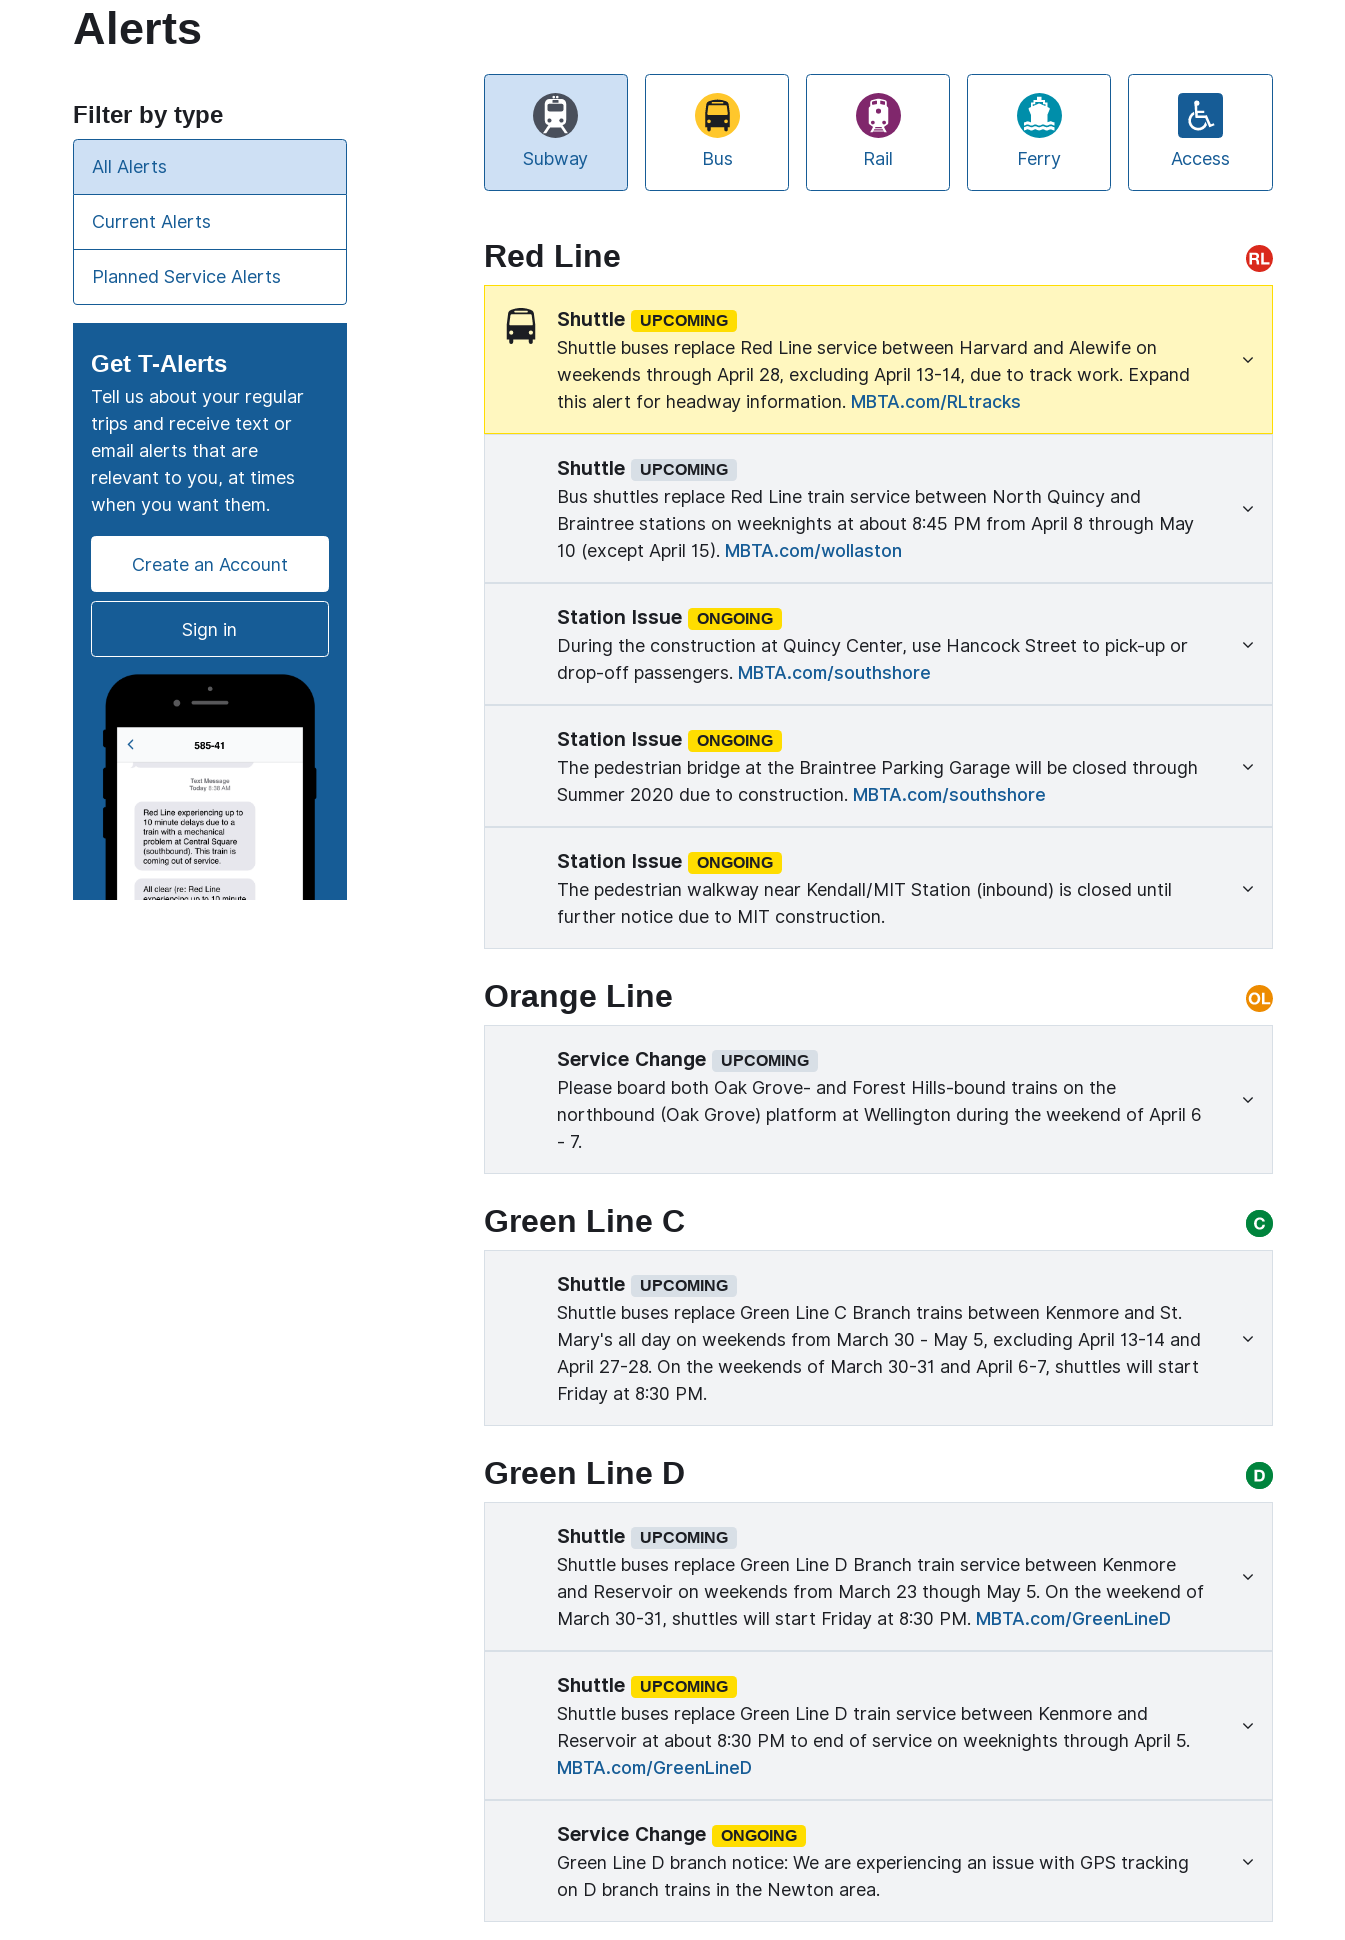 Alerts
Filter by type
All Alerts
Current Alerts
Planned Service Alerts
Get T-Alerts
Tell us about your regular
trips and receive text or
email alerts that are
relevant to you, at times
when you want them.
Create an Account
Sign in
585-41
Text Message
Today 8:38 AM
Red Line experiencing up to
10 minute delays due to a
train with a mechanical
problem at Central Square
(southbound). This train is
coming out of service.
All clear (re: Red Line
experiencing up to 10 minute
Subway
Bus
Rail
Ferry
Access
Red Line
RL
Shuttle UPCOMING
Shuttle buses replace Red Line service between Harvard and Alewife on
weekends through April 28, excluding April 13-14, due to track work. Expand
this alert for headway information. MBTA.com/RLtracks
Shuttle UPCOMING
Bus shuttles replace Red Line train service between North Quincy and
Braintree stations on weeknights at about 8:45 PM from April 8 through May
10 (except April 15). MBTA.com/wollaston
Station Issue ONGOING
During the construction at Quincy Center, use Hancock Street to pick-up or
drop-off passengers. MBTA.com/southshore
Station Issue ONGOING
The pedestrian bridge at the Braintree Parking Garage will be closed through
Summer 2020 due to construction. MBTA.com/southshore
Station Issue ONGOING
The pedestrian walkway near Kendall/MIT Station (inbound) is closed until
further notice due to MIT construction.
Orange Line
OL
Service Change UPCOMING
Please board both Oak Grove- and Forest Hills-bound trains on the
northbound (Oak Grove) platform at Wellington during the weekend of April 6
- 7.
Green Line C
C
Shuttle UPCOMING
Shuttle buses replace Green Line C Branch trains between Kenmore and St.
Mary's all day on weekends from March 30 - May 5, excluding April 13-14 and
April 27-28. On the weekends of March 30-31 and April 6-7, shuttles will start
Friday at 8:30 PM.
Green Line D
D
Shuttle UPCOMING
Shuttle buses replace Green Line D Branch train service between Kenmore
and Reservoir on weekends from March 23 though May 5. On the weekend of
March 30-31, shuttles will start Friday at 8:30 PM. MBTA.com/GreenLineD
Shuttle UPCOMING
Shuttle buses replace Green Line D train service between Kenmore and
Reservoir at about 8:30 PM to end of service on weeknights through April 5.
MBTA.com/GreenLineD
Service Change ONGOING
Green Line D branch notice: We are experiencing an issue with GPS tracking
on D branch trains in the Newton area.